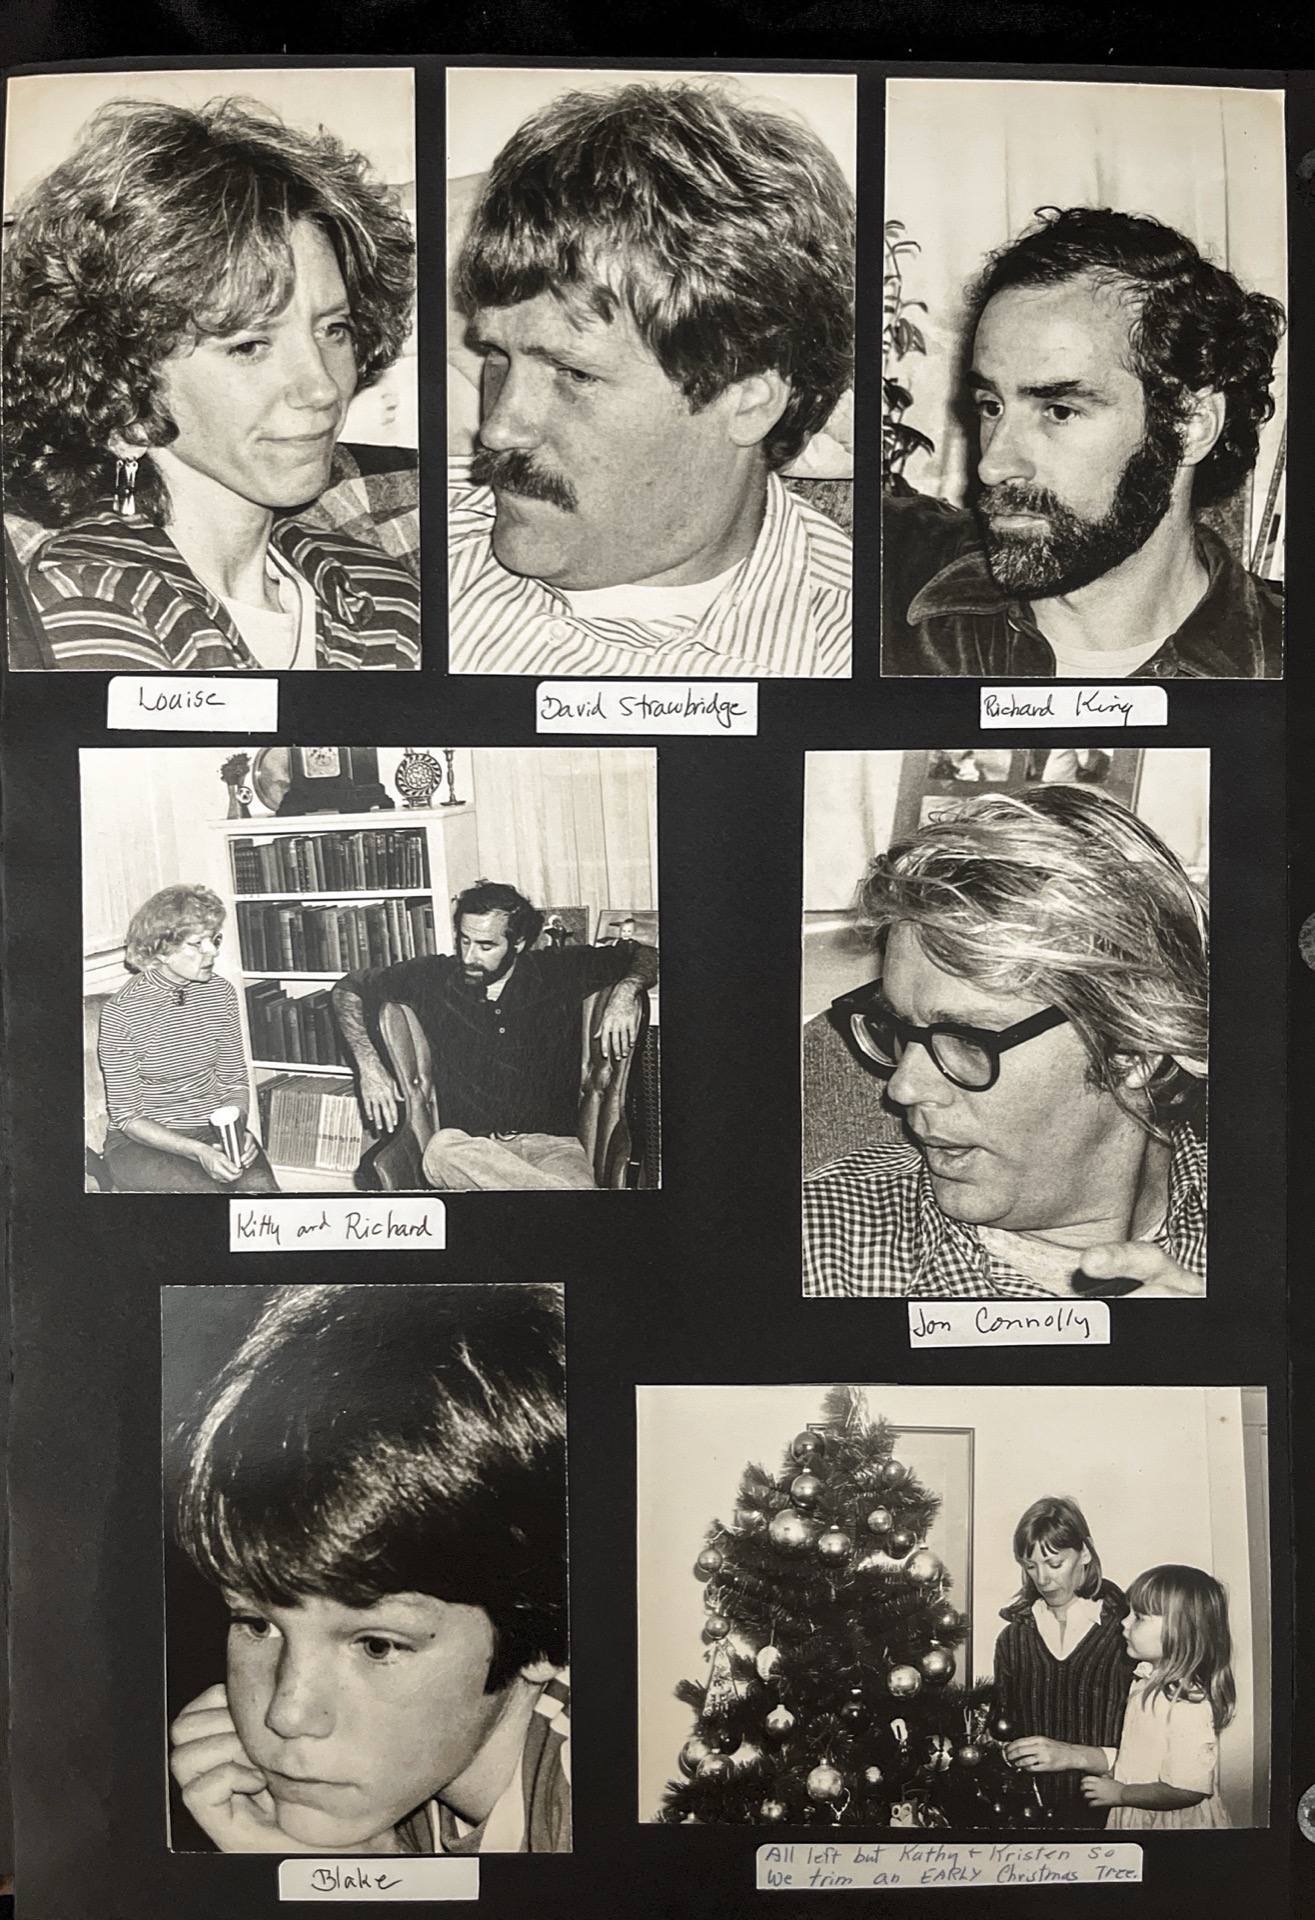 Louise
David Strawbridge
Richard King
Kitty and Richard
Jon Connolly
Blake
All left but Kathy + Kristen so
We trim an EARLY Christmas Tree.